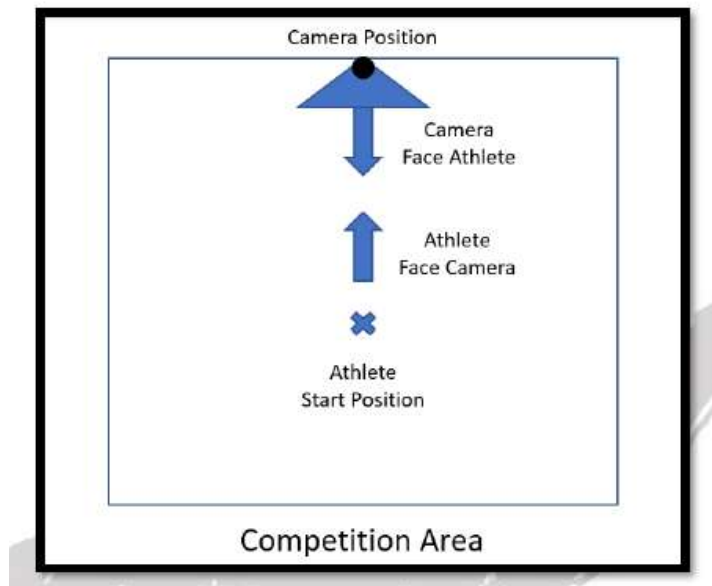 Camera Position
Camera
Face Athlete
Athlete
Face Camera
Athlete
Start Position
Competition Area